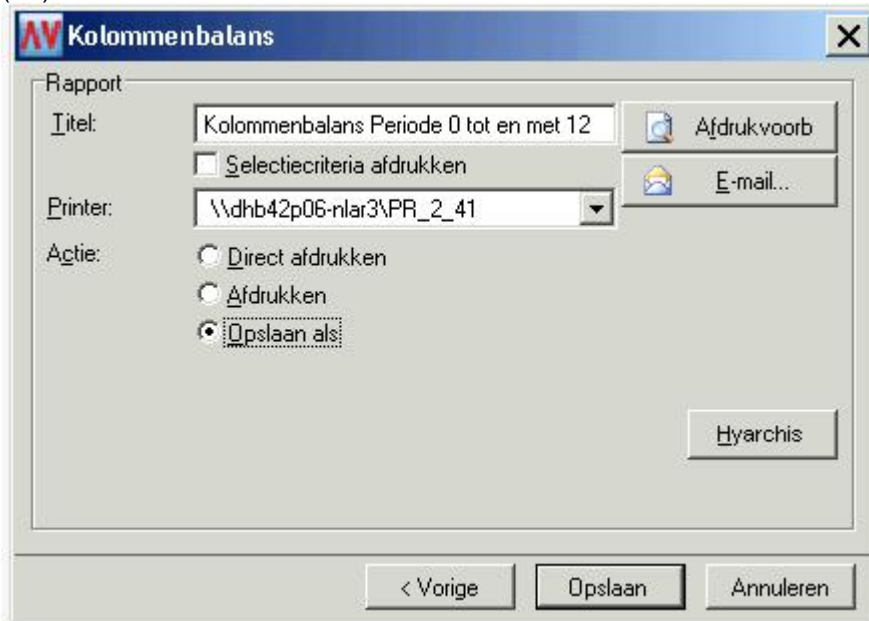 AV Kolommenbalans
Rapport
Titel:
Kolommenbalans Periode 0 tot en met 12
Afdrukvoorb
Selectiecriteria afdrukken
E-mail...
Printer:
\\dhb42p06-nlar3\PR_2_41
Actie:
Direct afdrukken
Afdrukken
Opslaan als
Hyarchis
< Vorige
Opslaan
Annuleren